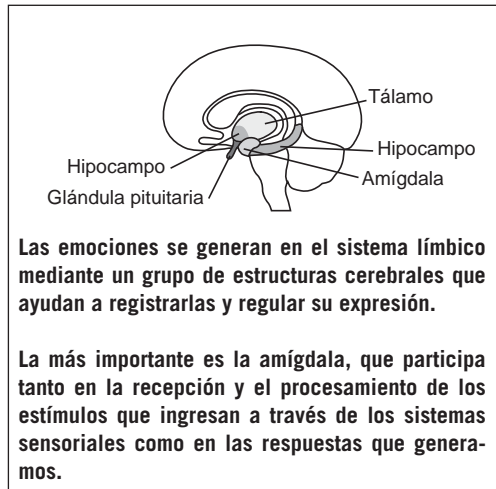 Tálamo
Hipocampo
Hipocampo
Amígdala
Glándula pituitaria
Las emociones se generan en el sistema límbico
mediante un grupo de estructuras cerebrales que
ayudan a registrarlas y regular su expresión.
La más importante es la amígdala, que participa
tanto en la recepción y el procesamiento de los
estímulos que ingresan a través de los sistemas
sensoriales como en las respuestas que genera-
mos.